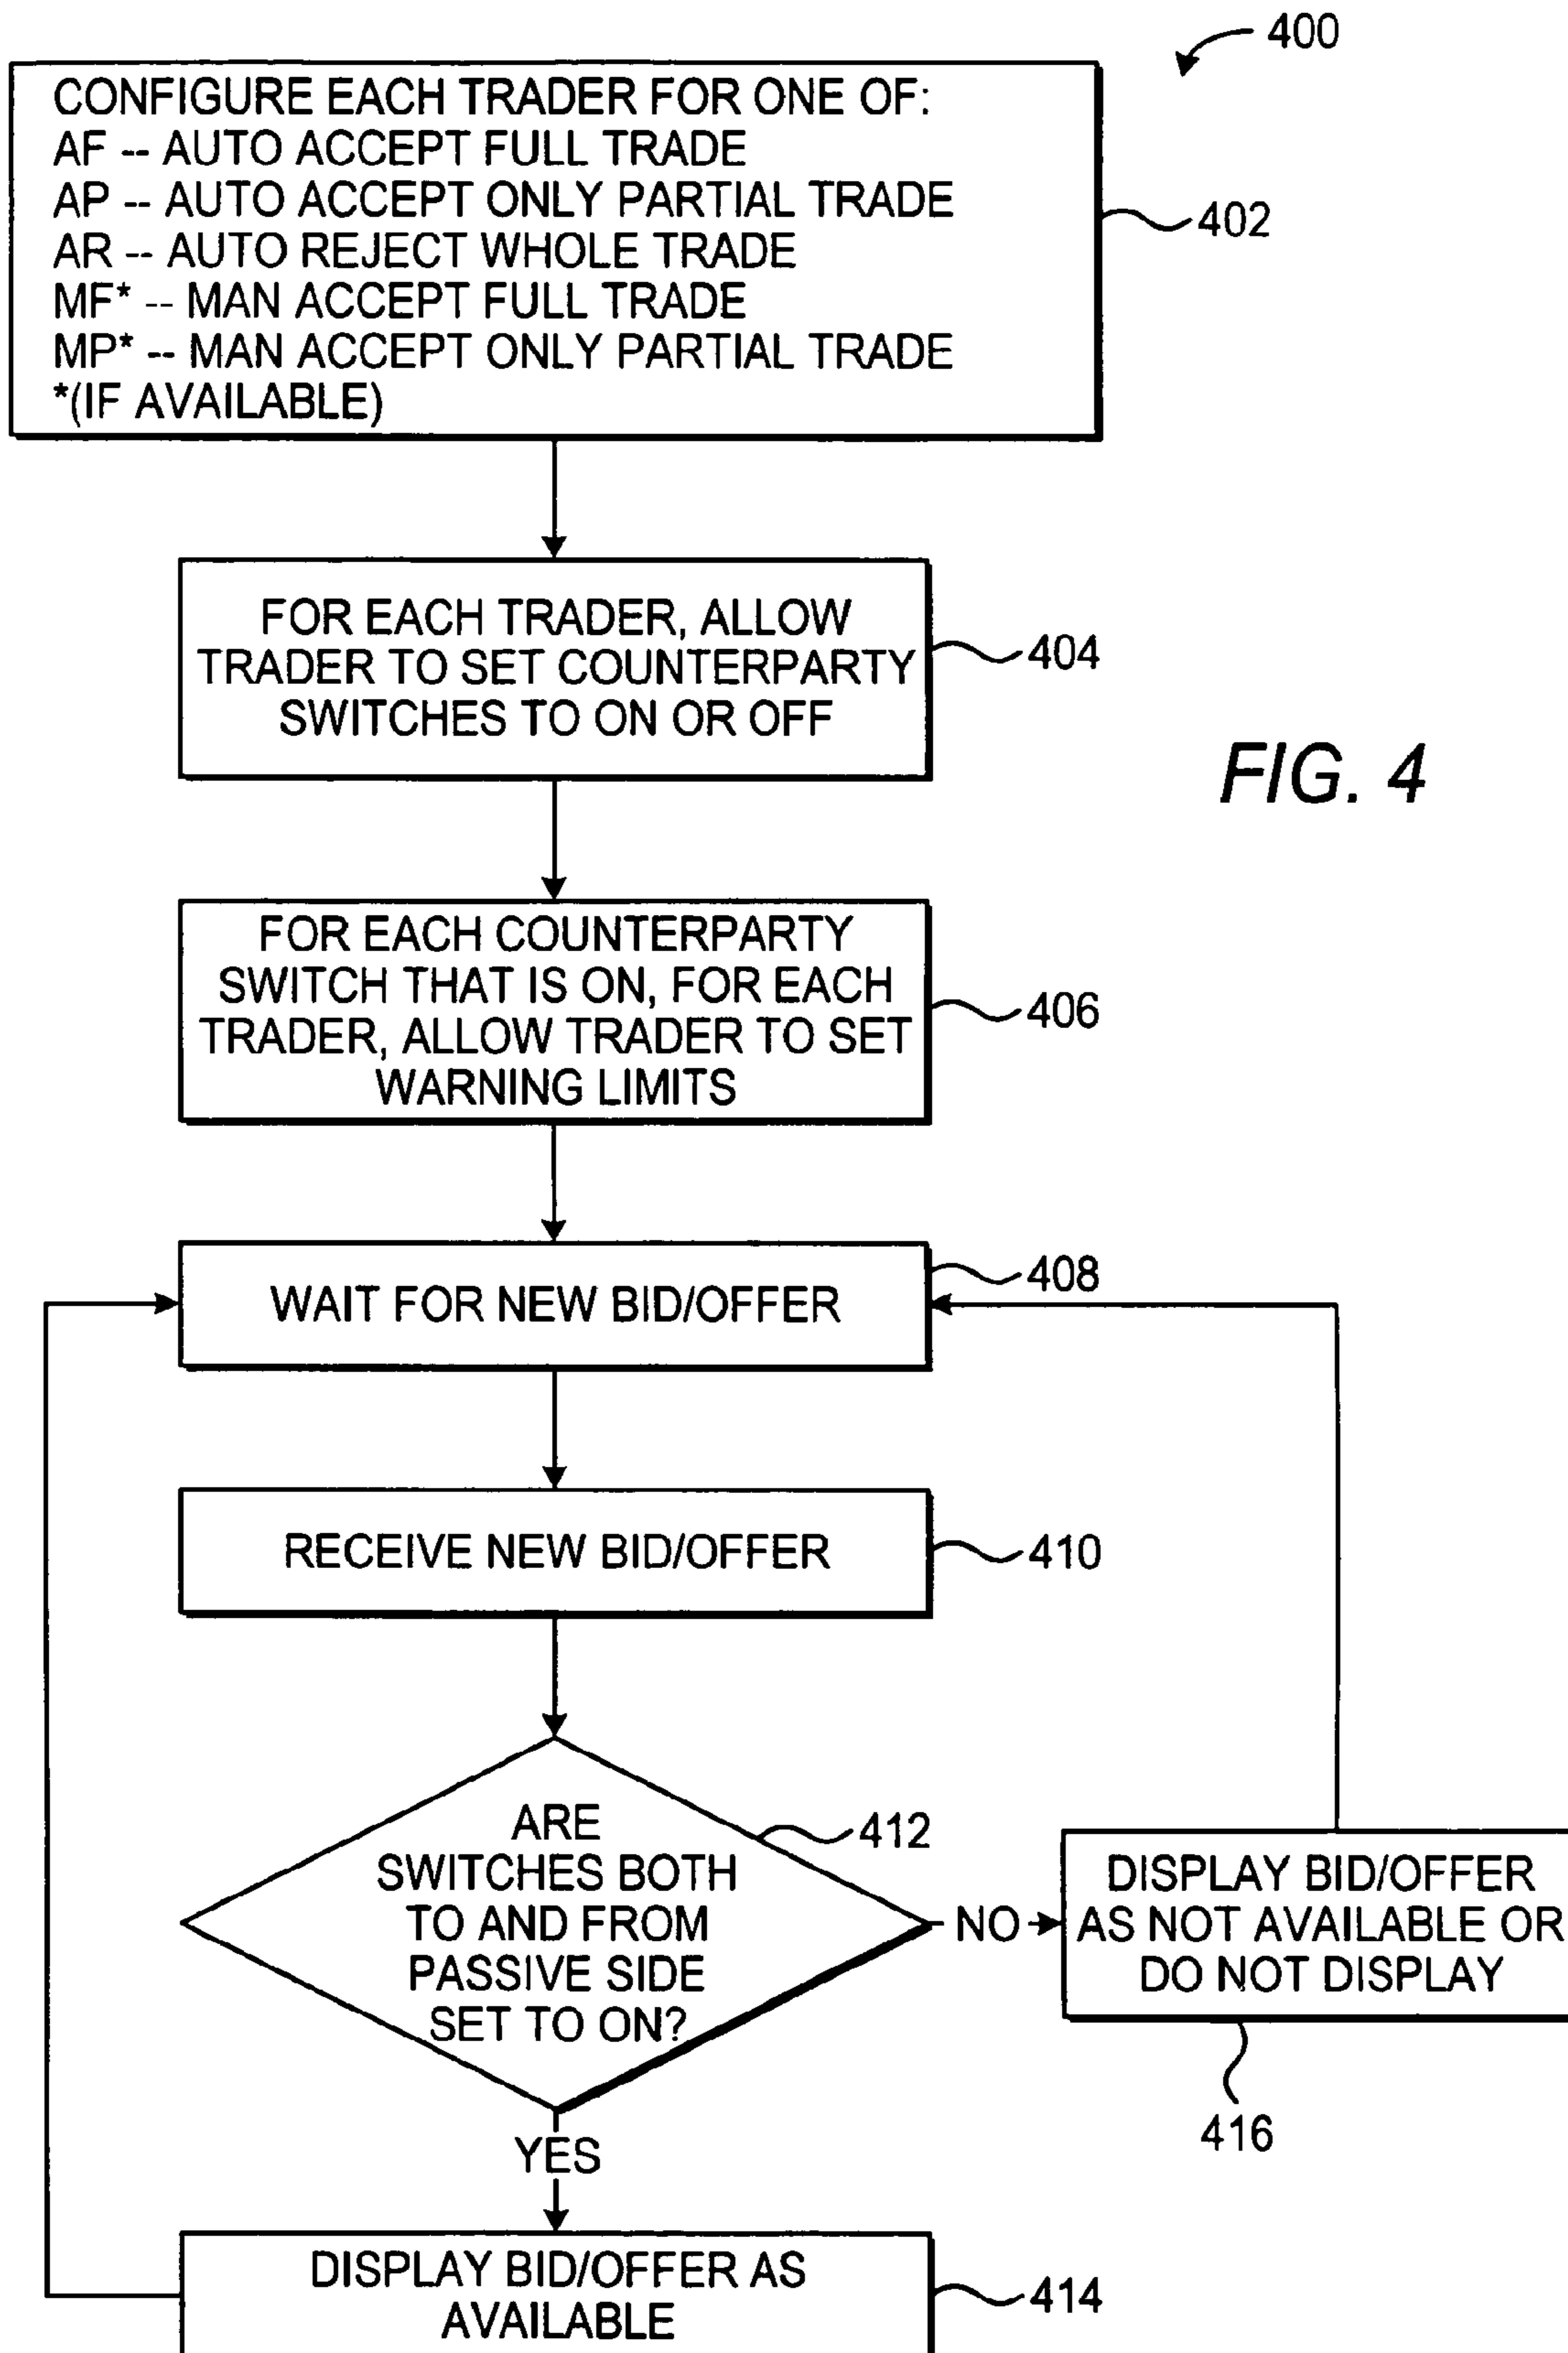 400
CONFIGURE EACH TRADER FOR ONE OF:
AF -- AUTO ACCEPT FULL TRADE
AP -- AUTO ACCEPT ONLY PARTIAL TRADE
AR -- AUTO REJECT WHOLE TRADE
MF* -- MAN ACCEPT FULL TRADE
MP* -- MAN ACCEPT ONLY PARTIAL TRADE
*(IF AVAILABLE)
402
FOR EACH TRADER, ALLOW
TRADER TO SET COUNTERPARTY
SWITCHES TO ON OR OFF
404
FIG. 4
FOR EACH COUNTERPARTY
SWITCH THAT IS ON, FOR EACH
TRADER, ALLOW TRADER TO SET
WARNING LIMITS
406
WAIT FOR NEW BID/OFFER
408
RECEIVE NEW BID/OFFER
410
ARE
SWITCHES BOTH
TO AND FROM
PASSIVE SIDE
SET TO ON?
412
NO
DISPLAY BID/OFFER
AS NOT AVAILABLE OR
DO NOT DISPLAY
416
YES
DISPLAY BID/OFFER AS
AVAILABLE
414